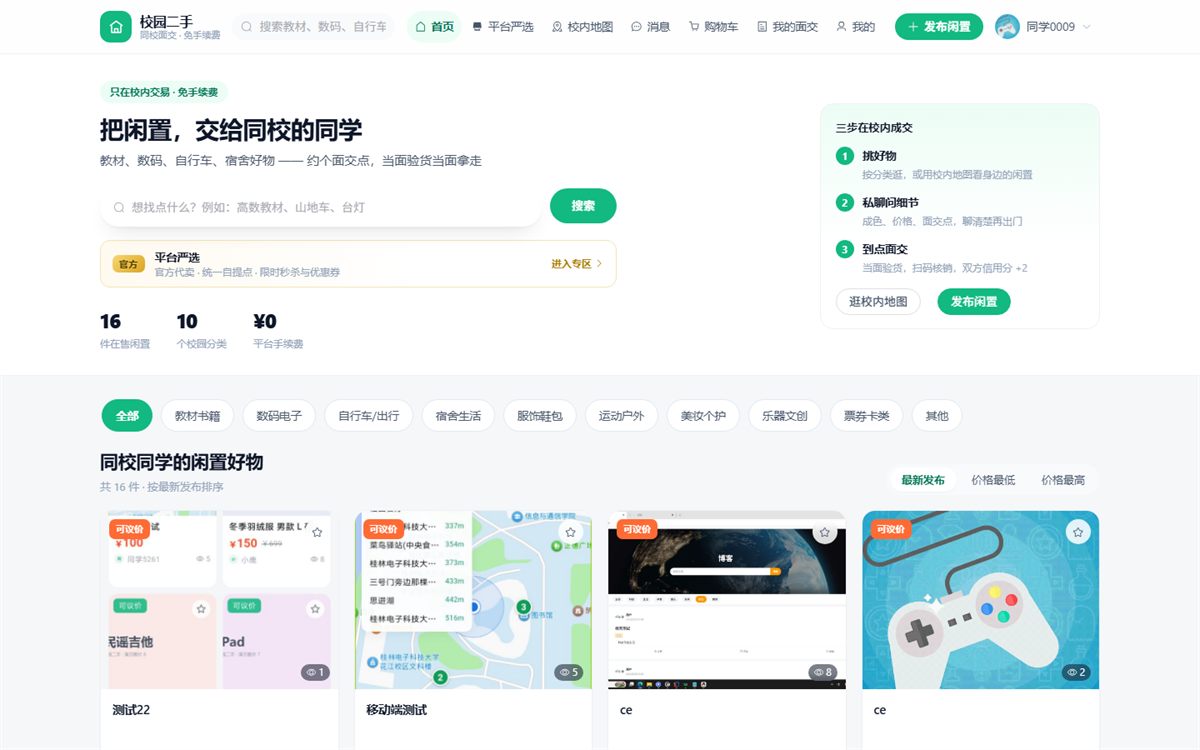 校园二手
同校面交 · 免手续费
搜索教材、数码、自行车
首页
平台严选
校内地图
消息
购物车
我的面交
我的
发布闲置
同学0009
只在校内交易 · 免手续费
把闲置，交给同校的同学
教材、数码、自行车、宿舍好物 —— 约个面交点，当面验货当面拿走
想找点什么？例如：高数教材、山地车、台灯
搜索
官方
平台严选
官方代卖 · 统一自提点 · 限时秒杀与优惠券
进入专区
16
件在售闲置
10
个校园分类
¥0
平台手续费
三步在校内成交
1
挑好物
按分类逛，或用校内地图看身边的闲置
2
私聊问细节
成色、价格、面交点，聊清楚再出门
3
到点面交
当面验货，扫码核销，双方信用分 +2
逛校内地图
发布闲置
全部
教材书籍
数码电子
自行车/出行
宿舍生活
服饰鞋包
运动户外
美妆个护
乐器文创
票券卡类
其他
同校同学的闲置好物
共 16 件 · 按最新发布排序
最新发布
价格最低
价格最高
可议价
试
¥100
同学5261
5
冬季羽绒服 男款 L
¥150
¥699
小鹿
8
可议价
民谣吉他
可议价
Pad
1
测试22
可议价
电子科技大…
337m
菜鸟驿站(中央食…
354m
桂林电子科技大…
373m
三号门旁边那棵…
433m
思进湖
442m
桂林电子科技大…
516m
信息与通信学院
3
图书馆
桂林电子科技大学
花江校区文科楼
2
5
移动端测试
可议价
博客
8
ce
可议价
2
ce